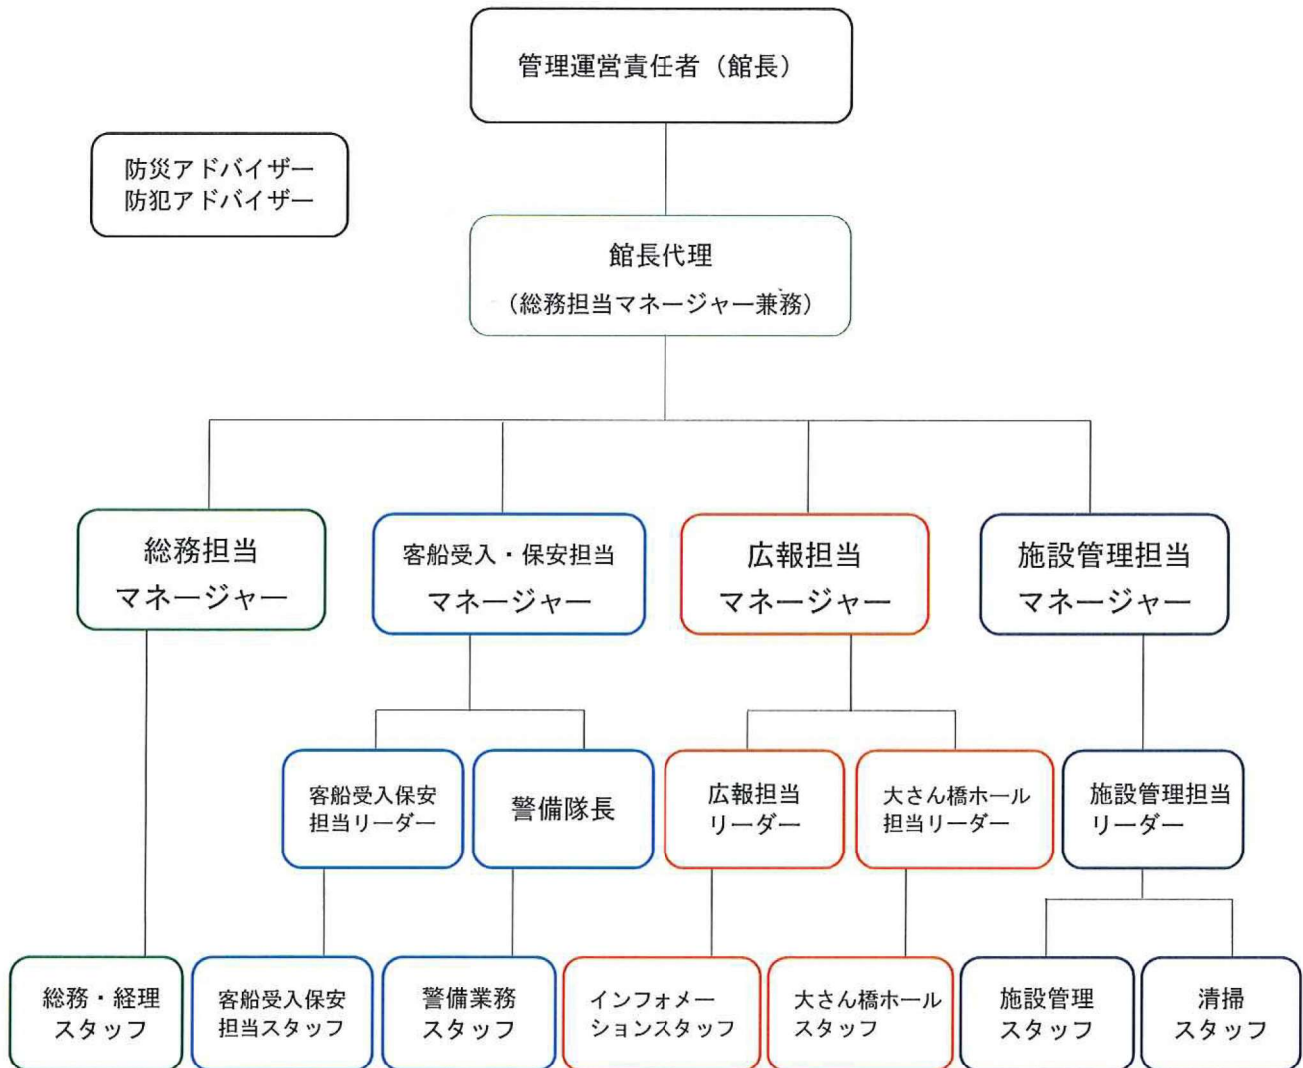 管理運営責任者（館長）
防災アドバイザー
防犯アドバイザー
館長代理
（総務担当マネージャー兼務）
総務担当
マネージャー
客船受入・保安担当
マネージャー
広報担当
マネージャー
施設管理担当
マネージャー
客船受入保安
担当リーダー
警備隊長
広報担当
リーダー
大さん橋ホール
担当リーダー
施設管理担当
リーダー
総務・経理
スタッフ
客船受入保安
担当スタッフ
警備業務
スタッフ
インフォメー
ションスタッフ
大さん橋ホール
スタッフ
施設管理
スタッフ
清掃
スタッフ